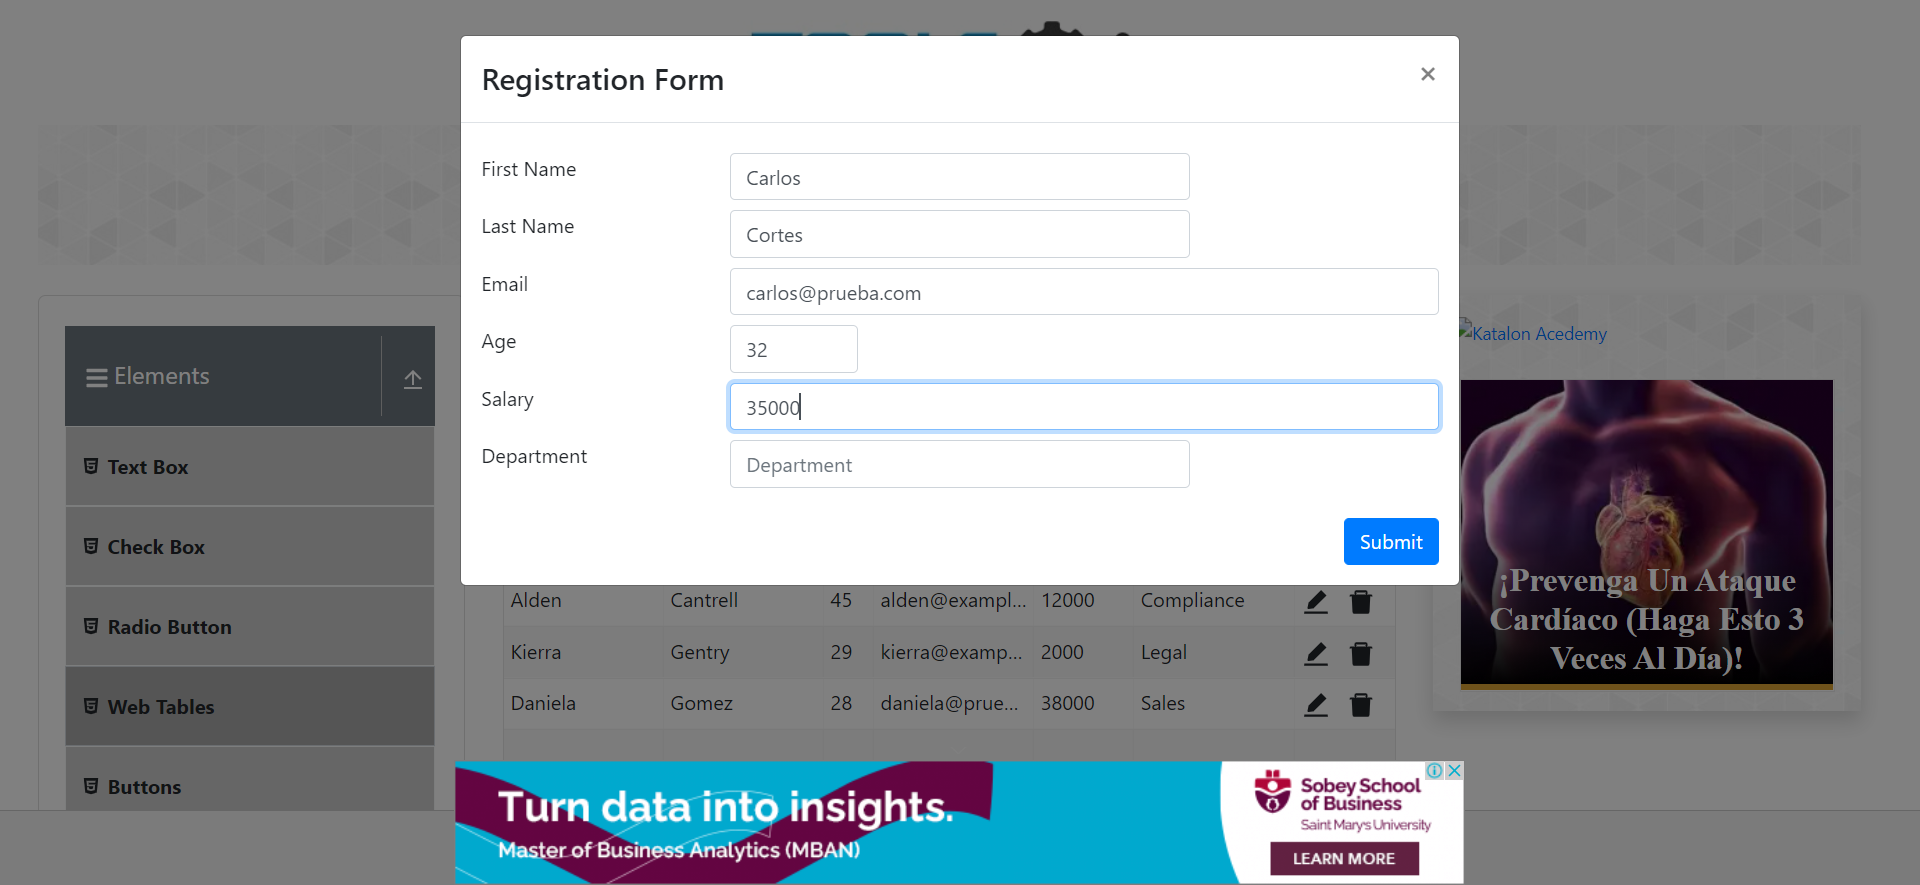 Registration Form
×
First Name
Carlos
Last Name
Cortes
Email
carlos@prueba.com
Age
32
Salary
35000
Department
Department
Submit
Elements
Text Box
Check Box
Radio Button
Web Tables
Buttons
Alden Cantrell 45 alden@exampl... 12000 Compliance
Kierra Gentry 29 kierra@examp... 2000 Legal
Daniela Gomez 28 daniela@prue... 38000 Sales
Katalon Acedemy
¡Prevenga Un Ataque
Cardíaco (Haga Esto 3
Veces Al Día)!
Turn data into insights.
Master of Business Analytics (MBAN)
Sobey School
of Business
Saint Mary's University
LEARN MORE